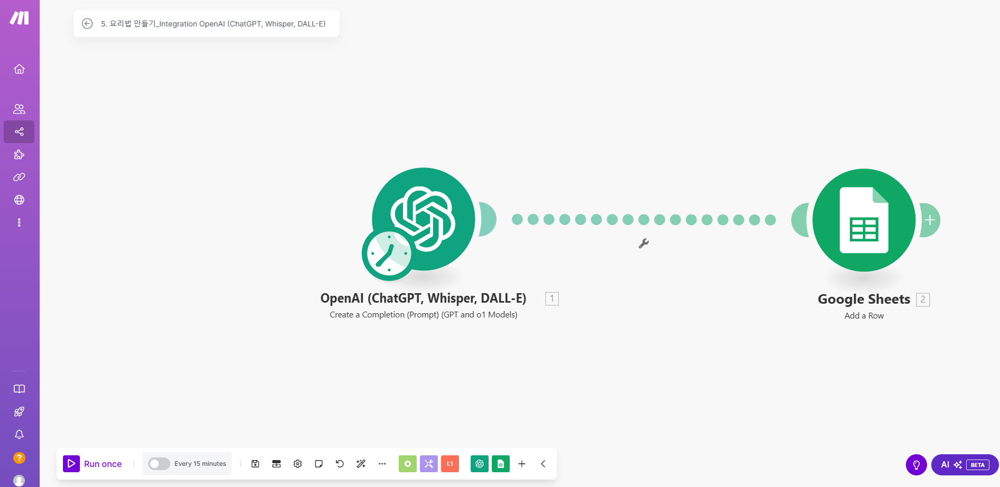 5. 요리법 만들기_Integration OpenAI (ChatGPT, Whisper, DALL-E)
OpenAI (ChatGPT, Whisper, DALL-E) 1
Create a Completion (Prompt) (GPT and o1 Models)
Google Sheets 2
Add a Row
?
Run once
Every 15 minutes
AI BETA